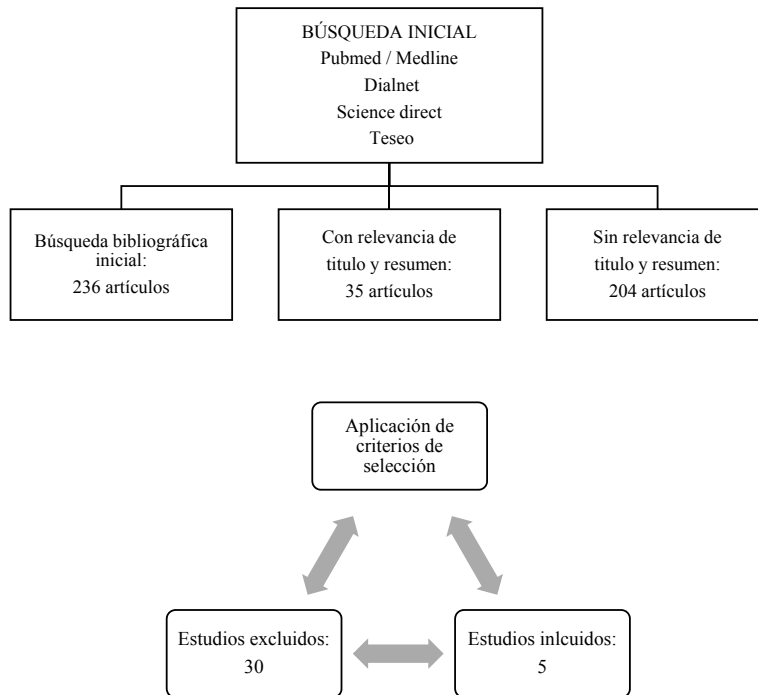 BÚSQUEDA INICIAL
Pubmed / Medline
Dialnet
Science direct
Teseo
Búsqueda bibliográfica
inicial:
236 artículos
Con relevancia de
titulo y resumen:
35 artículos
Sin relevancia de
titulo y resumen:
204 artículos
Aplicación de
criterios de
selección
Estudios excluidos:
30
Estudios inlcuidos:
5